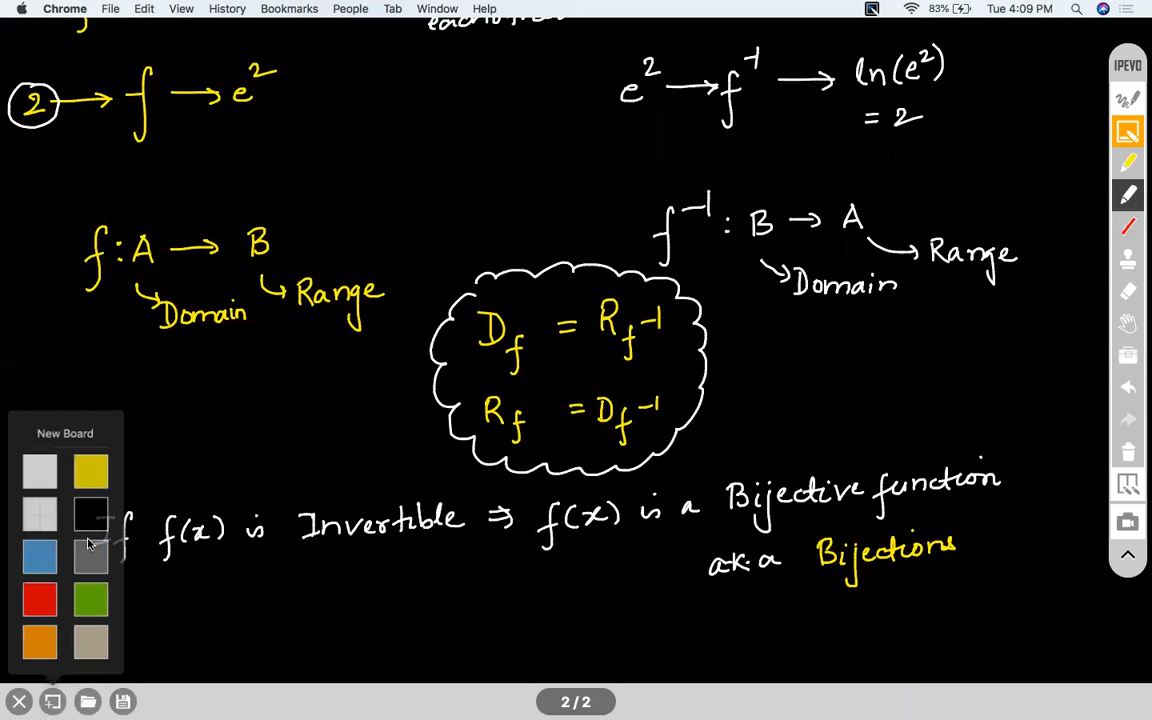 Chrome File Edit View History Bookmarks People Tab Window Help 83% Tue 4:09 PM
IPEVO
2 → f → e²
e² → f⁻¹ → ln(e²)
= 2
f : A → B
Domain
Range
f⁻¹ : B → A
Domain
Range
D_f = R_f⁻¹
R_f = D_f⁻¹
New Board
If f(x) is Invertible ⇒ f(x) is a Bijective function
a.k.a Bijections
2/2